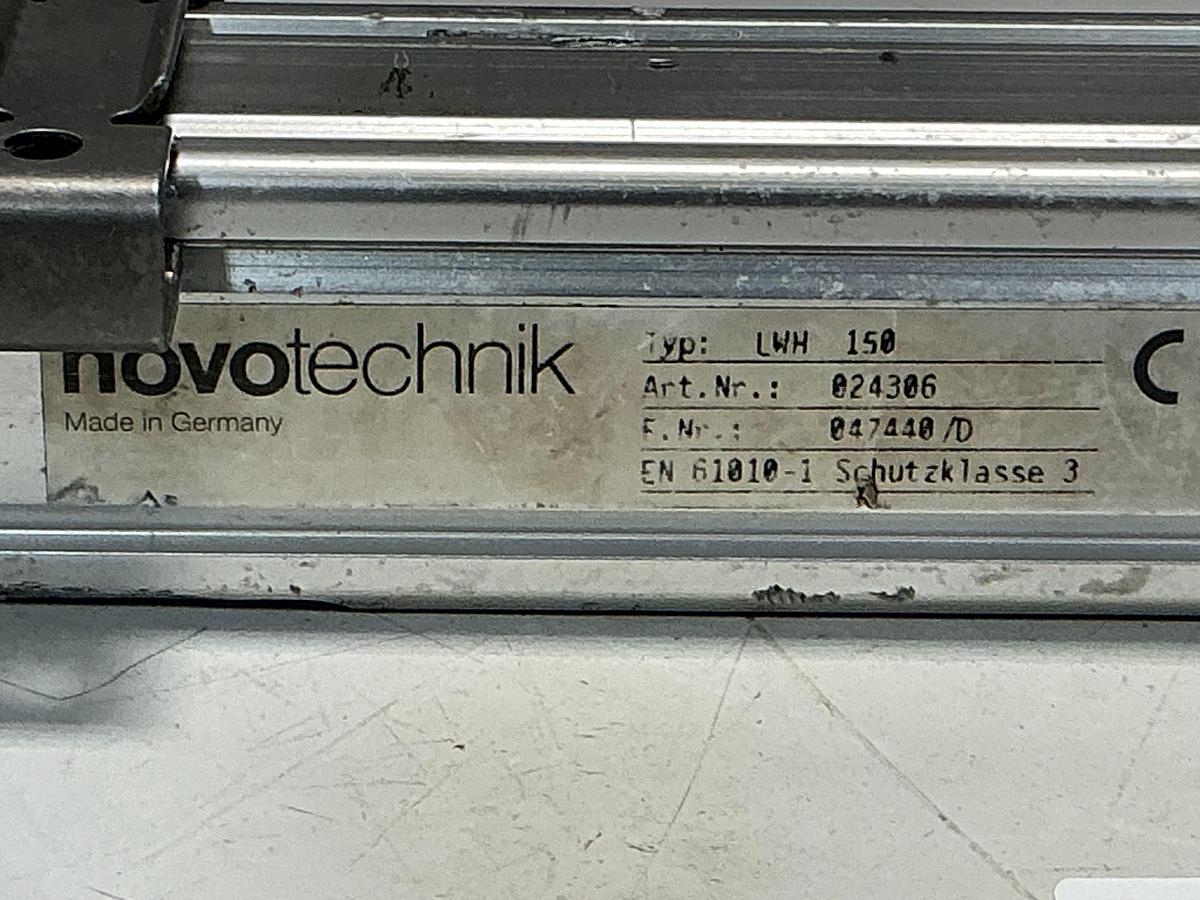 novotechnik
Made in Germany
Typ: LWH 150
Art.Nr.: 024306
F.Nr.: 047440/D
EN 61010-1 Schutzklasse 3
C